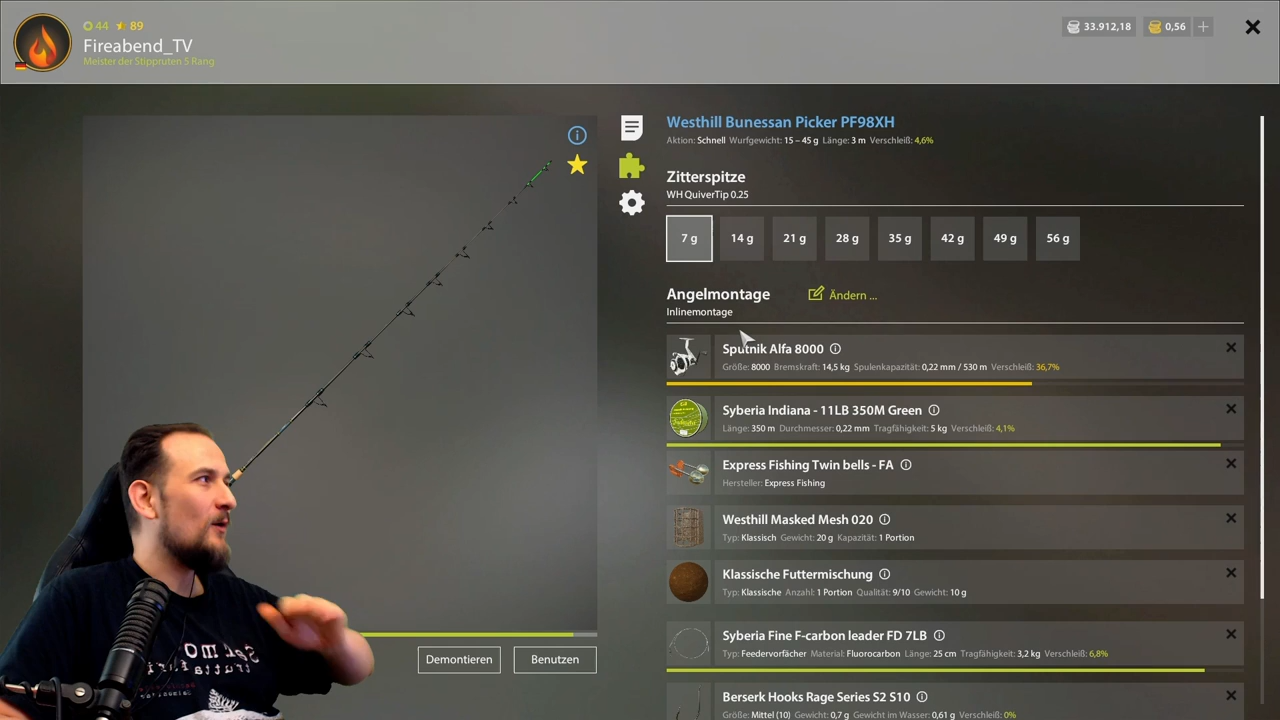 44 89
Fireabend_TV
Meister der Stippruten 5 Rang
33.912,18 0,56
Westhill Bunessan Picker PF98XH
Aktion: Schnell Wurfgewicht: 15 – 45 g Länge: 3 m Verschleiß: 4,6%
Zitterspitze
WH QuiverTip 0.25
7 g 14 g 21 g 28 g 35 g 42 g 49 g 56 g
Angelmontage Ändern ...
Inlinemontage
Sputnik Alfa 8000
Größe: 8000 Bremskraft: 14,5 kg Spulenkapazität: 0,22 mm / 530 m Verschleiß: 36,7%
Syberia Indiana - 11LB 350M Green
Länge: 350 m Durchmesser: 0,22 mm Tragfähigkeit: 5 kg Verschleiß: 4,1%
Express Fishing Twin bells - FA
Hersteller: Express Fishing
Westhill Masked Mesh 020
Typ: Klassisch Gewicht: 20 g Kapazität: 1 Portion
Klassische Futtermischung
Typ: Klassische Anzahl: 1 Portion Qualität: 9/10 Gewicht: 10 g
Syberia Fine F-carbon leader FD 7LB
Typ: Feedervorfächer Material: Fluorocarbon Länge: 25 cm Tragfähigkeit: 3,2 kg Verschleiß: 6,8%
Berserk Hooks Rage Series S2 S10
Größe: Mittel (10) Gewicht: 0,7 g Gewicht im Wasser: 0,61 g Verschleiß: 0%
Demontieren Benutzen
Salmo
trutta